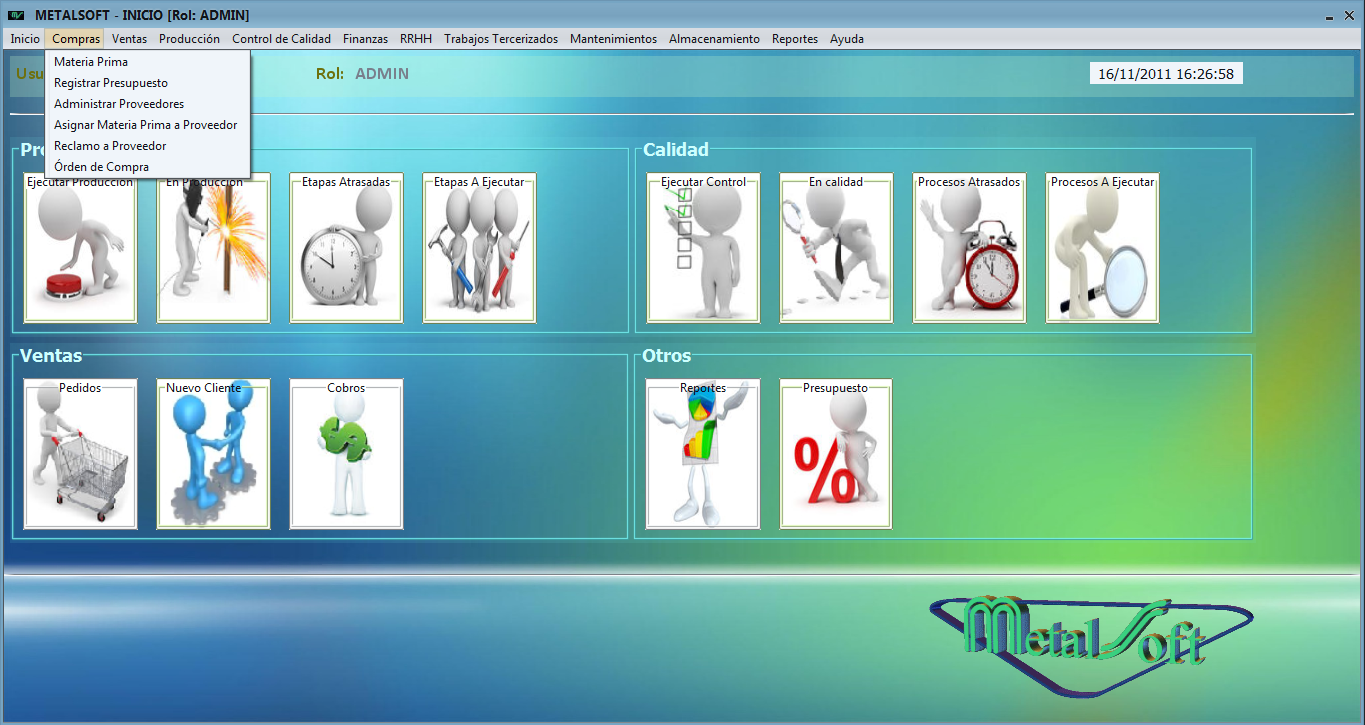 METALSOFT - INICIO [Rol: ADMIN]
Inicio Compras Ventas Producción Control de Calidad Finanzas RRHH Trabajos Tercerizados Mantenimientos Almacenamiento Reportes Ayuda
Materia Prima
Registrar Presupuesto
Administrar Proveedores
Asignar Materia Prima a Proveedor
Reclamo a Proveedor
Órden de Compra
Rol: ADMIN
16/11/2011 16:26:58
Calidad
Ejecutar Producción En Producción Etapas Atrasadas Etapas A Ejecutar
Ejecutar Control En calidad Procesos Atrasados Procesos A Ejecutar
Ventas
Pedidos Nuevo Cliente Cobros
Otros
Reportes Presupuesto
%
MetalSoft